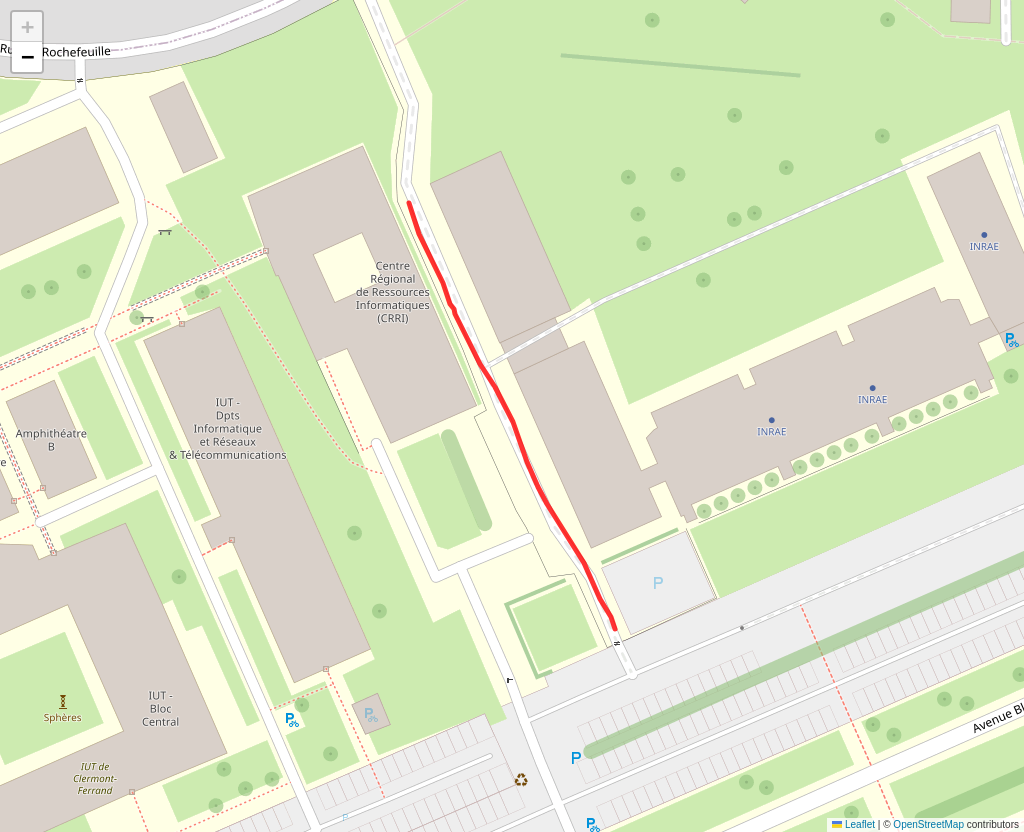 +
−
Rochefeuille
Centre
Régional
de Ressources
Informatiques
(CRRI)
INRAE
INRAE
INRAE
IUT -
Dpts
Informatique
et Réseaux
& Télécommunications
Amphithéatre
B
P
IUT -
Bloc
Central
Sphères
IUT de
Clermont-
Ferrand
P
P
Avenue Bl
Leaflet | © OpenStreetMap contributors